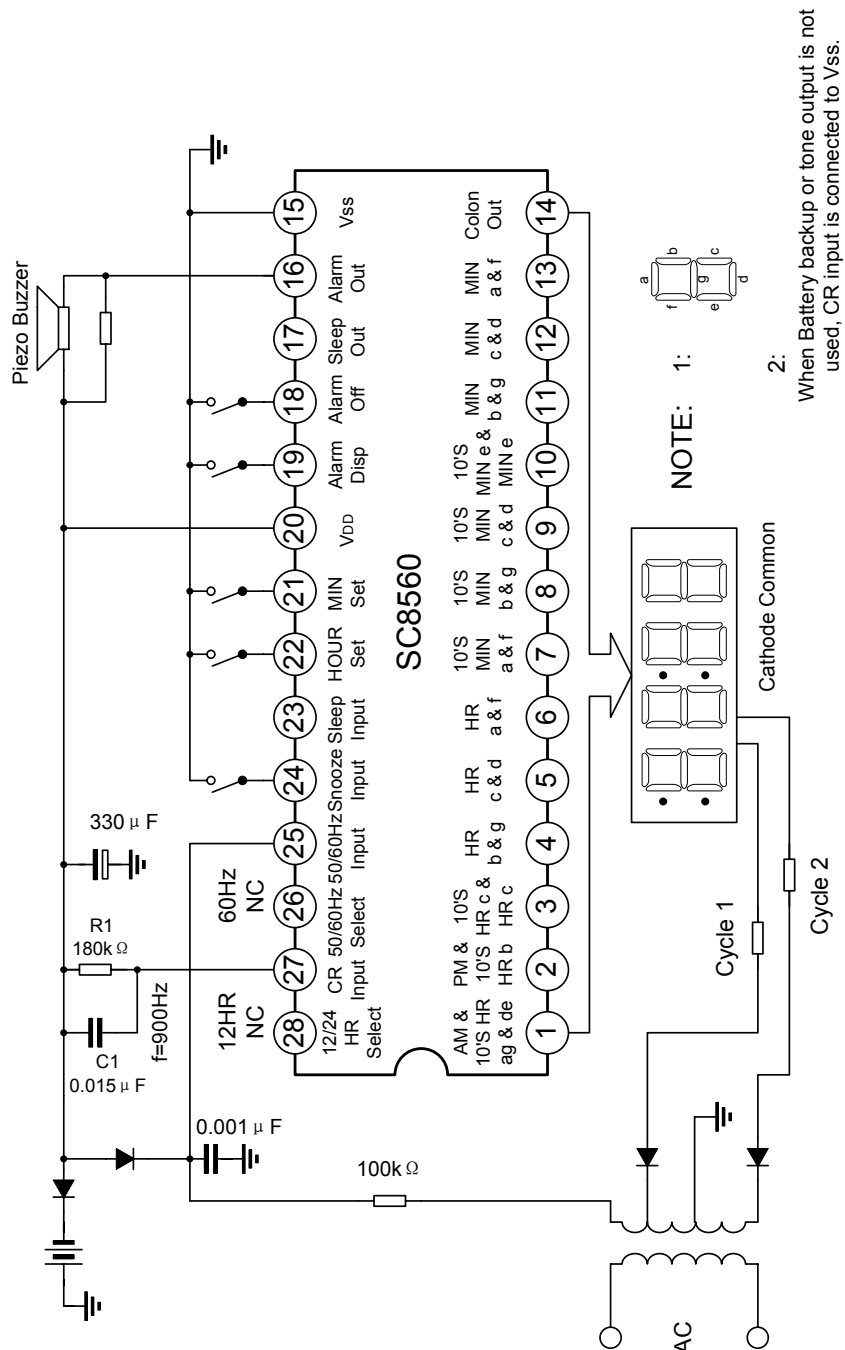 Piezo Buzzer
330 μ F
R1
180k Ω
C1
0.015 μ F
f=900Hz
0.001 μ F
100k Ω
12HR
NC
60Hz
NC
28
27
26
25
24
23
22
21
20
19
18
17
16
15
12/24
HR
Select
CR
Input
50/60Hz
Select
50/60Hz
Input
Snooze
Input
Sleep
Input
HOUR
Set
MIN
Set
VDD
Alarm
Disp
Alarm
Off
Sleep
Out
Alarm
Out
Vss
SC8560
AM &
10'S HR
ag & de
PM &
10'S
HR b
10'S
HR c &
HR c
HR
b & g
HR
c & d
HR
a & f
10'S
MIN
a & f
10'S
MIN
b & g
10'S
MIN
c & d
10'S
MIN e &
MIN e
MIN
b & g
MIN
c & d
MIN
a & f
Colon
Out
1
2
3
4
5
6
7
8
9
10
11
12
13
14
Cathode Common
Cycle 1
Cycle 2
AC
NOTE: 1:
a
b
c
d
e
f
g
2:
When Battery backup or tone output is not
used, CR input is connected to Vss.